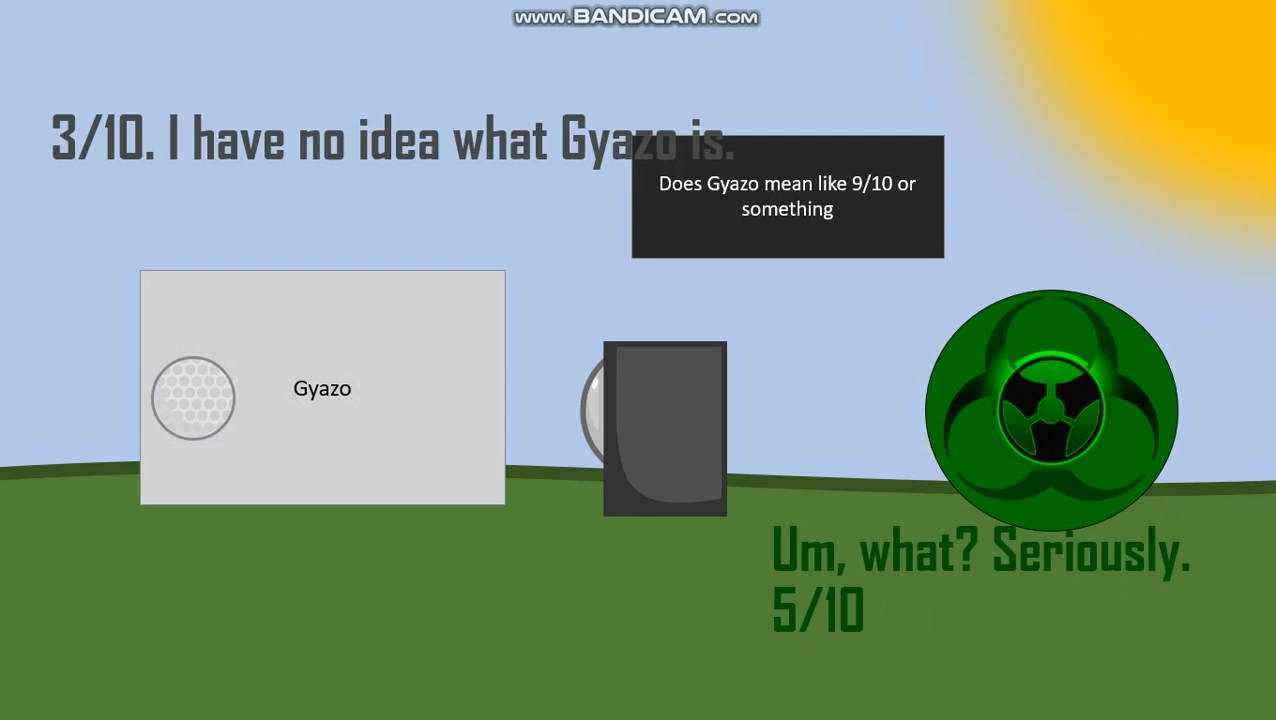 www.BANDICAM.com
3/10. I have no idea what Gyazo is.
Does Gyazo mean like 9/10 or
something
Gyazo
Um, what? Seriously.
5/10